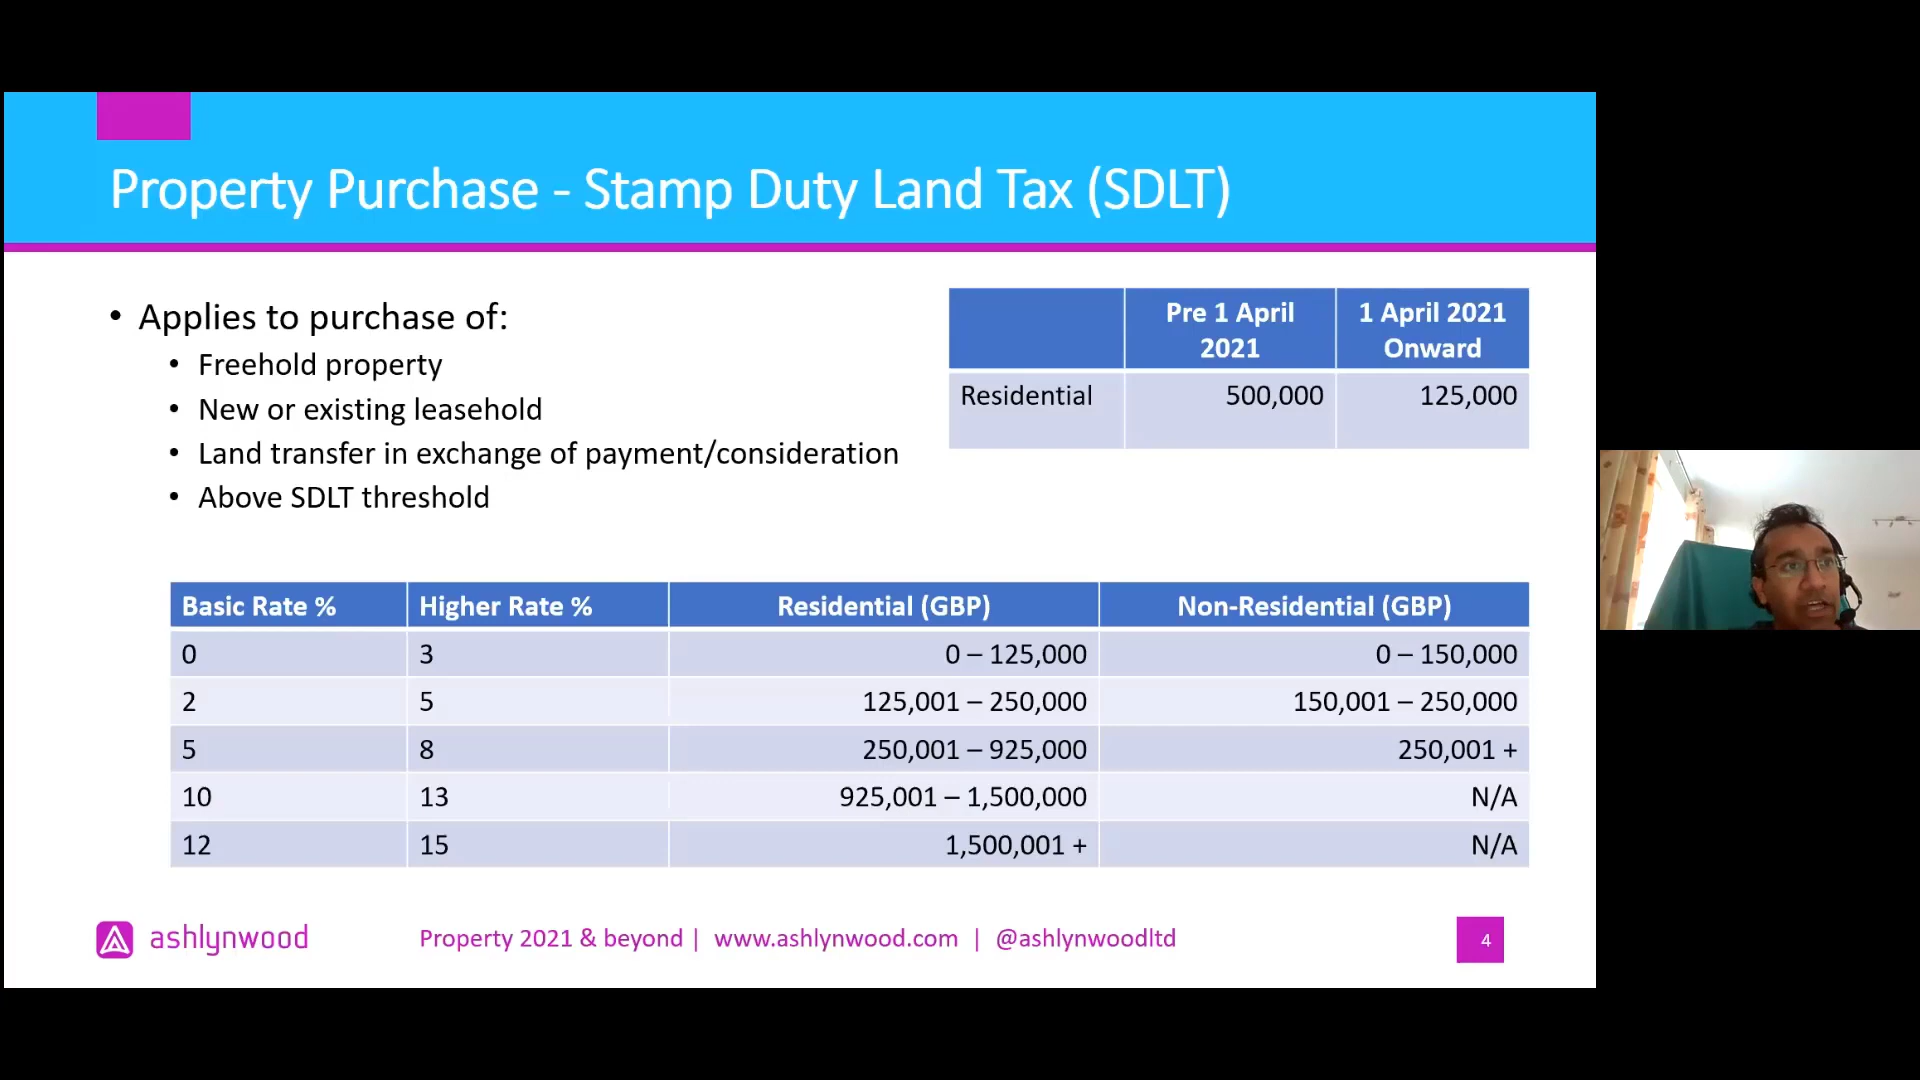 Property Purchase - Stamp Duty Land Tax (SDLT)
• Applies to purchase of:
• Freehold property
• New or existing leasehold
• Land transfer in exchange of payment/consideration
• Above SDLT threshold
Pre 1 April 2021 1 April 2021 Onward
Residential 500,000 125,000
Basic Rate % Higher Rate % Residential (GBP) Non-Residential (GBP)
0 3 0 – 125,000 0 – 150,000
2 5 125,001 – 250,000 150,001 – 250,000
5 8 250,001 – 925,000 250,001 +
10 13 925,001 – 1,500,000 N/A
12 15 1,500,001 + N/A
ashlynwood
Property 2021 & beyond | www.ashlynwood.com | @ashlynwoodltd
4